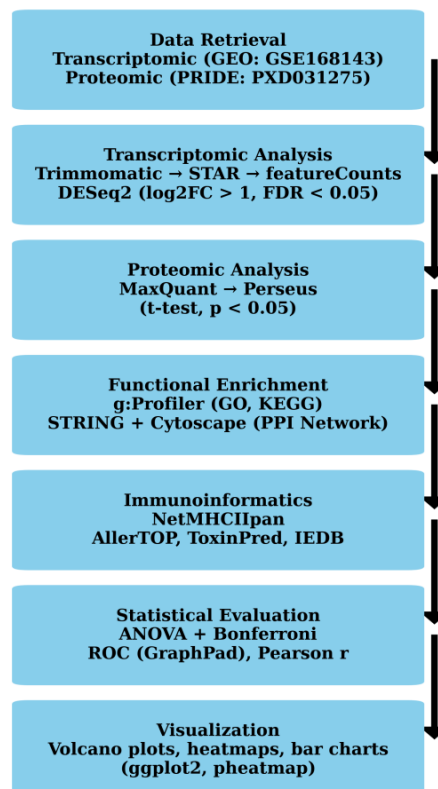 Data Retrieval
Transcriptomic (GEO: GSE168143)
Proteomic (PRIDE: PXD031275)
Transcriptomic Analysis
Trimmomatic → STAR → featureCounts
DESeq2 (log2FC > 1, FDR < 0.05)
Proteomic Analysis
MaxQuant → Perseus
(t-test, p < 0.05)
Functional Enrichment
g:Profiler (GO, KEGG)
STRING + Cytoscape (PPI Network)
Immunoinformatics
NetMHCIIpan
AllerTOP, ToxinPred, IEDB
Statistical Evaluation
ANOVA + Bonferroni
ROC (GraphPad), Pearson r
Visualization
Volcano plots, heatmaps, bar charts
(ggplot2, pheatmap)